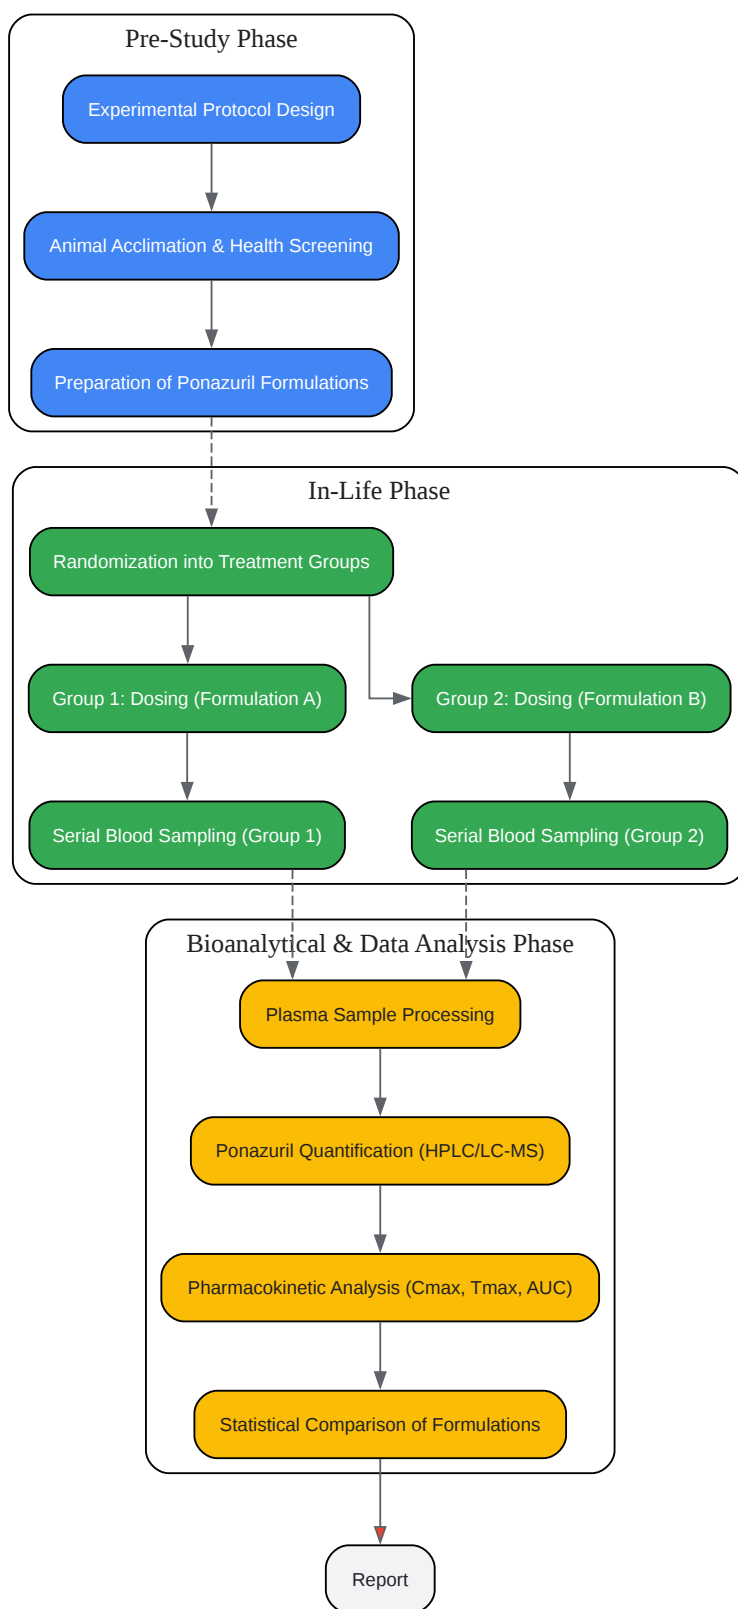 Pre-Study Phase
Experimental Protocol Design
Animal Acclimation & Health Screening
Preparation of Ponazuril Formulations
In-Life Phase
Randomization into Treatment Groups
Group 1: Dosing (Formulation A)
Group 2: Dosing (Formulation B)
Serial Blood Sampling (Group 1)
Serial Blood Sampling (Group 2)
Bioanalytical & Data Analysis Phase
Plasma Sample Processing
Ponazuril Quantification (HPLC/LC-MS)
Pharmacokinetic Analysis (Cmax, Tmax, AUC)
Statistical Comparison of Formulations
Report